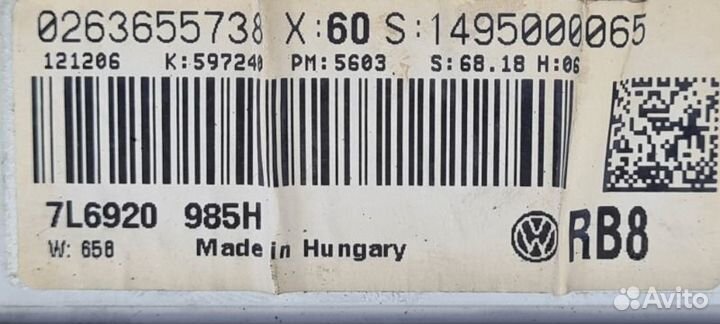 0263655738 X:60 S:1495000065
121206 K:597240 PM:5603 S:68.18 H:06
7L6920 985H RB8
W: 658 Made in Hungary
Avito